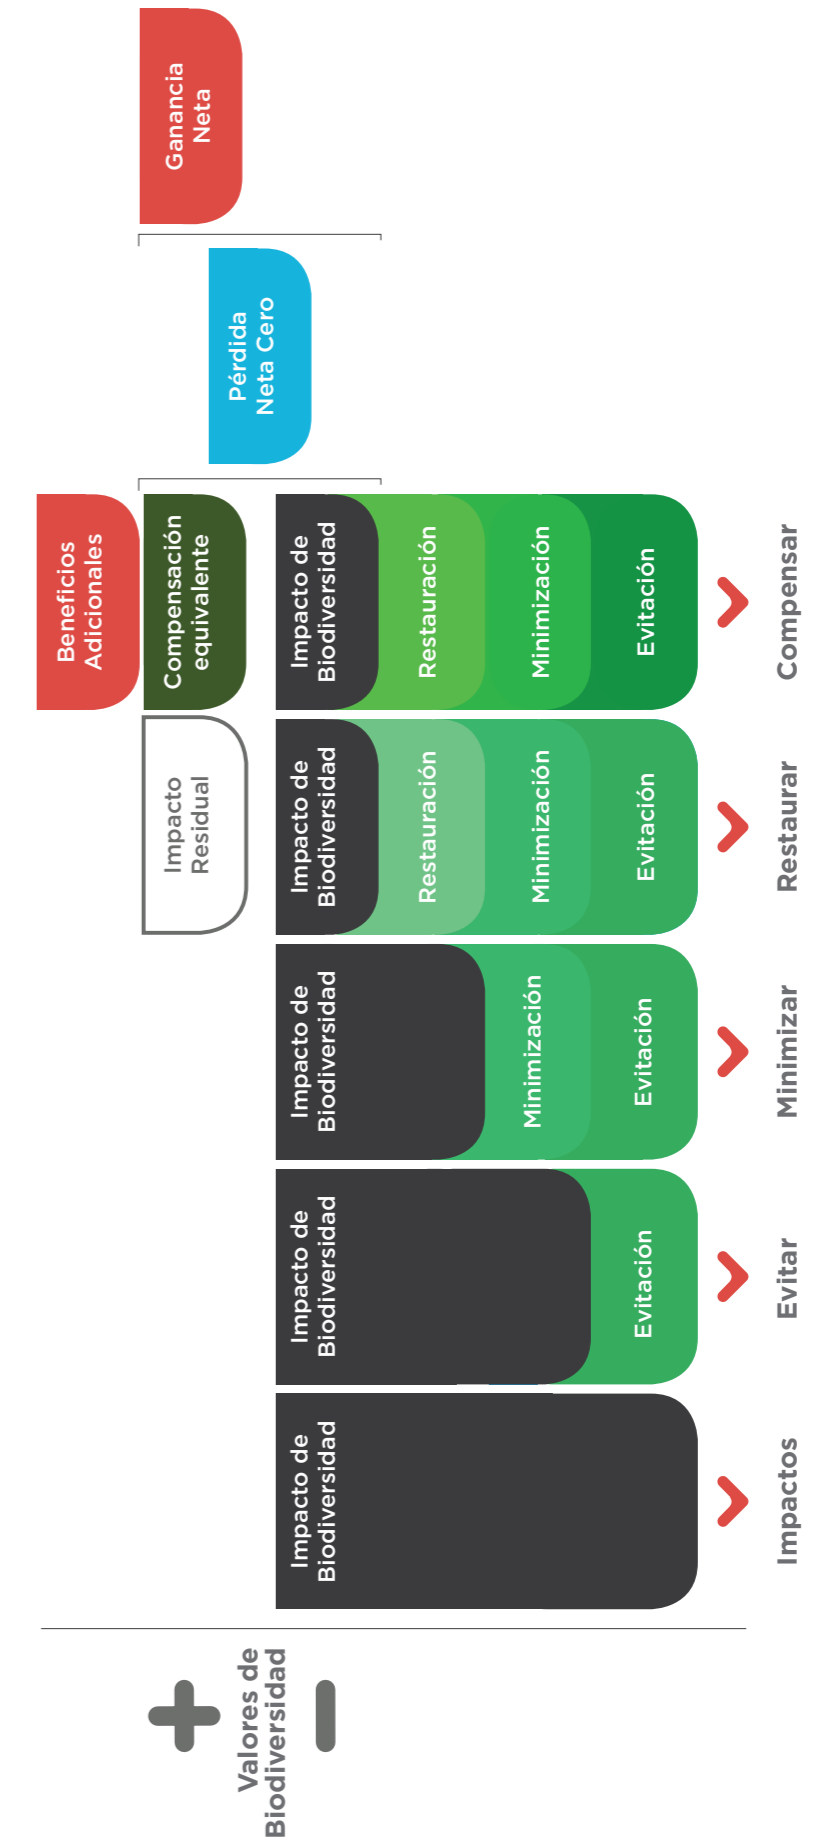 Valores de
Biodiversidad
Impacto de
Biodiversidad
Impactos
Impacto de
Biodiversidad
Evitación
Evitar
Impacto de
Biodiversidad
Minimización
Evitación
Minimizar
Impacto
Residual
Impacto de
Biodiversidad
Restauración
Minimización
Evitación
Restaurar
Beneficios
Adicionales
Compensación
equivalente
Impacto de
Biodiversidad
Restauración
Minimización
Evitación
Compensar
Pérdida
Neta Cero
Ganancia
Neta